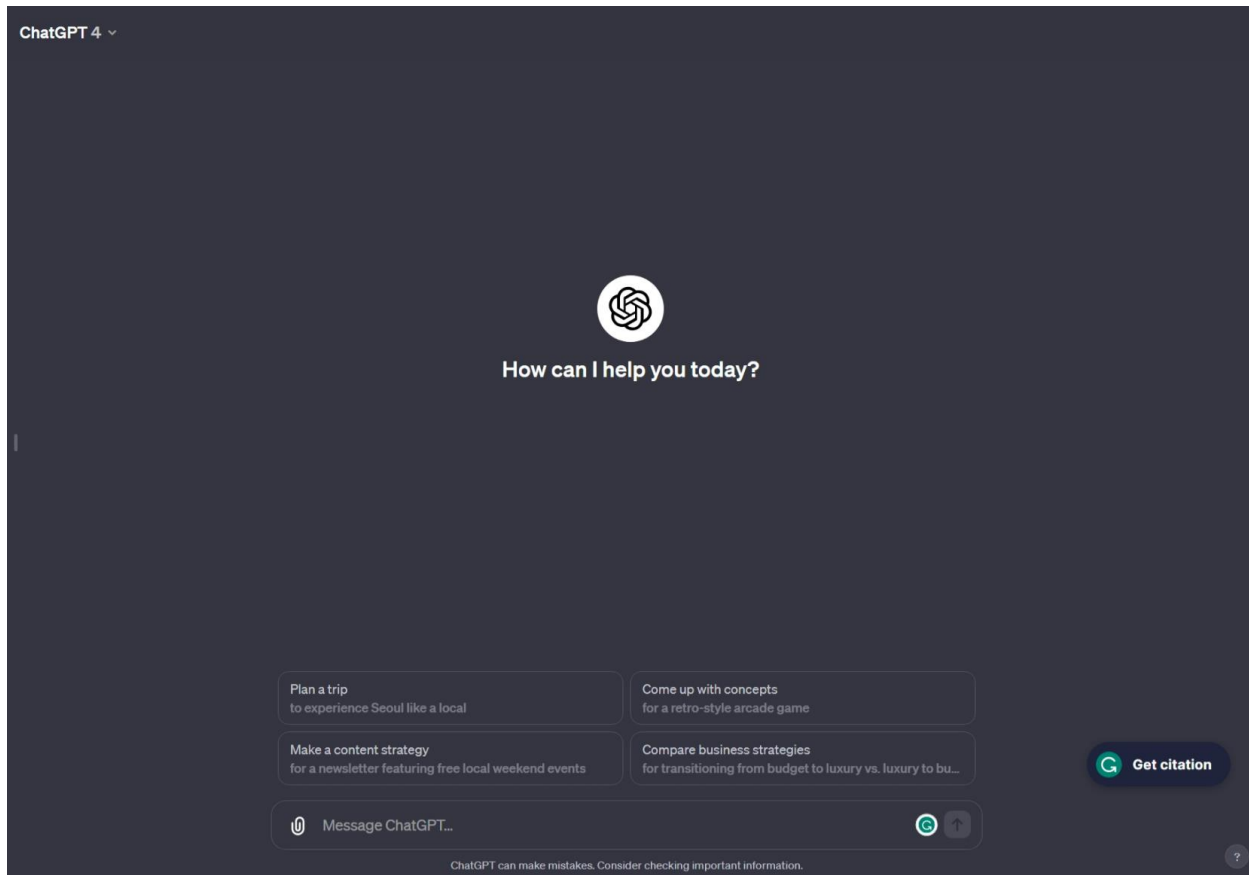 ChatGPT 4
How can I help you today?
Plan a trip
to experience Seoul like a local
Come up with concepts
for a retro-style arcade game
Make a content strategy
for a newsletter featuring free local weekend events
Compare business strategies
for transitioning from budget to luxury vs. luxury to bu...
G Get citation
Message ChatGPT...
G
ChatGPT can make mistakes. Consider checking important information.
?